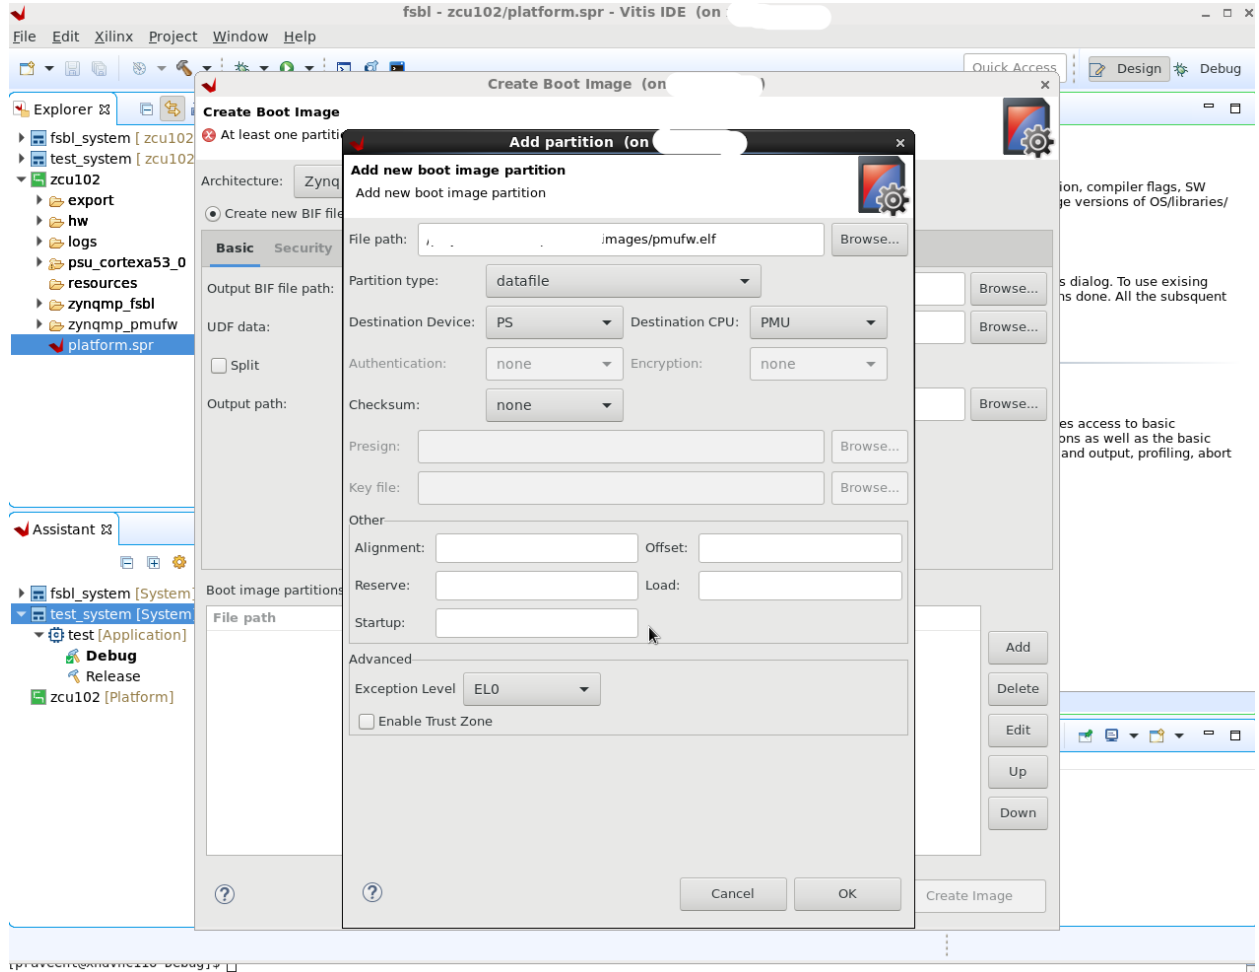 fsbl - zcu102/platform.spr - Vitis IDE (on
File Edit Xilinx Project Window Help
Quick Access
Design
Debug
Explorer
fsbl_system [ zcu102
test_system [ zcu102
zcu102
export
hw
logs
psu_cortexa53_0
resources
zynqmp_fsbl
zynqmp_pmufw
platform.spr
Assistant
fsbl_system [System]
test_system [System
test [Application]
Debug
Release
zcu102 [Platform]
Create Boot Image (on )
Create Boot Image
At least one partitio
Architecture: Zynq
Create new BIF file
Basic Security
Output BIF file path: Browse...
UDF data: Browse...
Split
Output path: Browse...
Boot image partitions
File path
Add
Delete
Edit
Up
Down
Create Image
Add partition (on
Add new boot image partition
Add new boot image partition
File path: images/pmufw.elf Browse...
Partition type: datafile
Destination Device: PS Destination CPU: PMU
Authentication: none Encryption: none
Checksum: none
Presign: Browse...
Key file: Browse...
Other
Alignment: Offset:
Reserve: Load:
Startup:
Advanced
Exception Level EL0
Enable Trust Zone
Cancel OK
ion, compiler flags, SW
ge versions of OS/libraries/
s dialog. To use exising
ns done. All the subsquent
es access to basic
ons as well as the basic
and output, profiling, abort